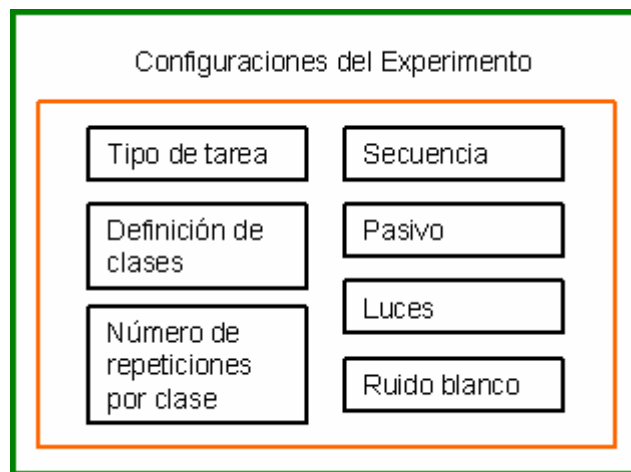 Configuraciones del Experimento
Tipo de tarea
Definición de
clases
Número de
repeticiones
por clase
Secuencia
Pasivo
Luces
Ruido blanco